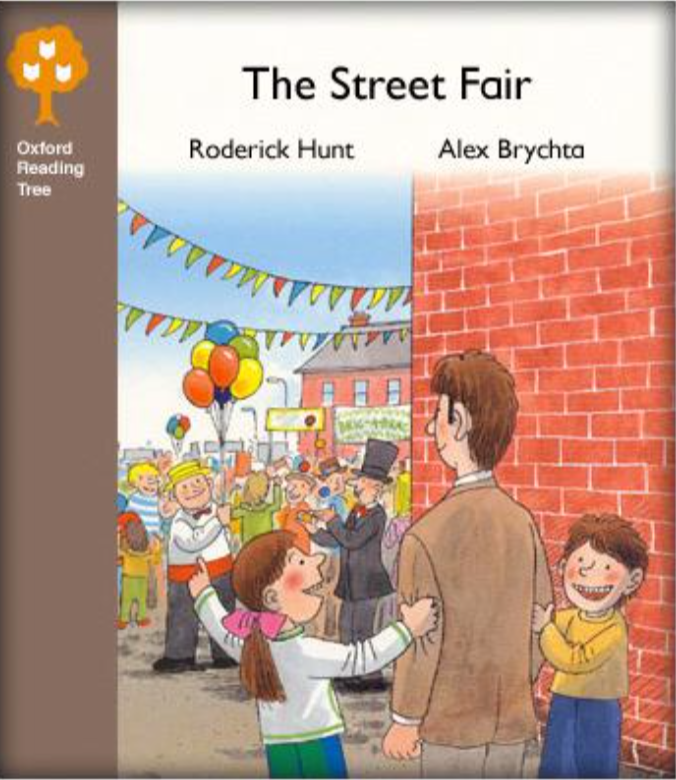 The Street Fair
Roderick Hunt Alex Brychta
Oxford
Reading
Tree